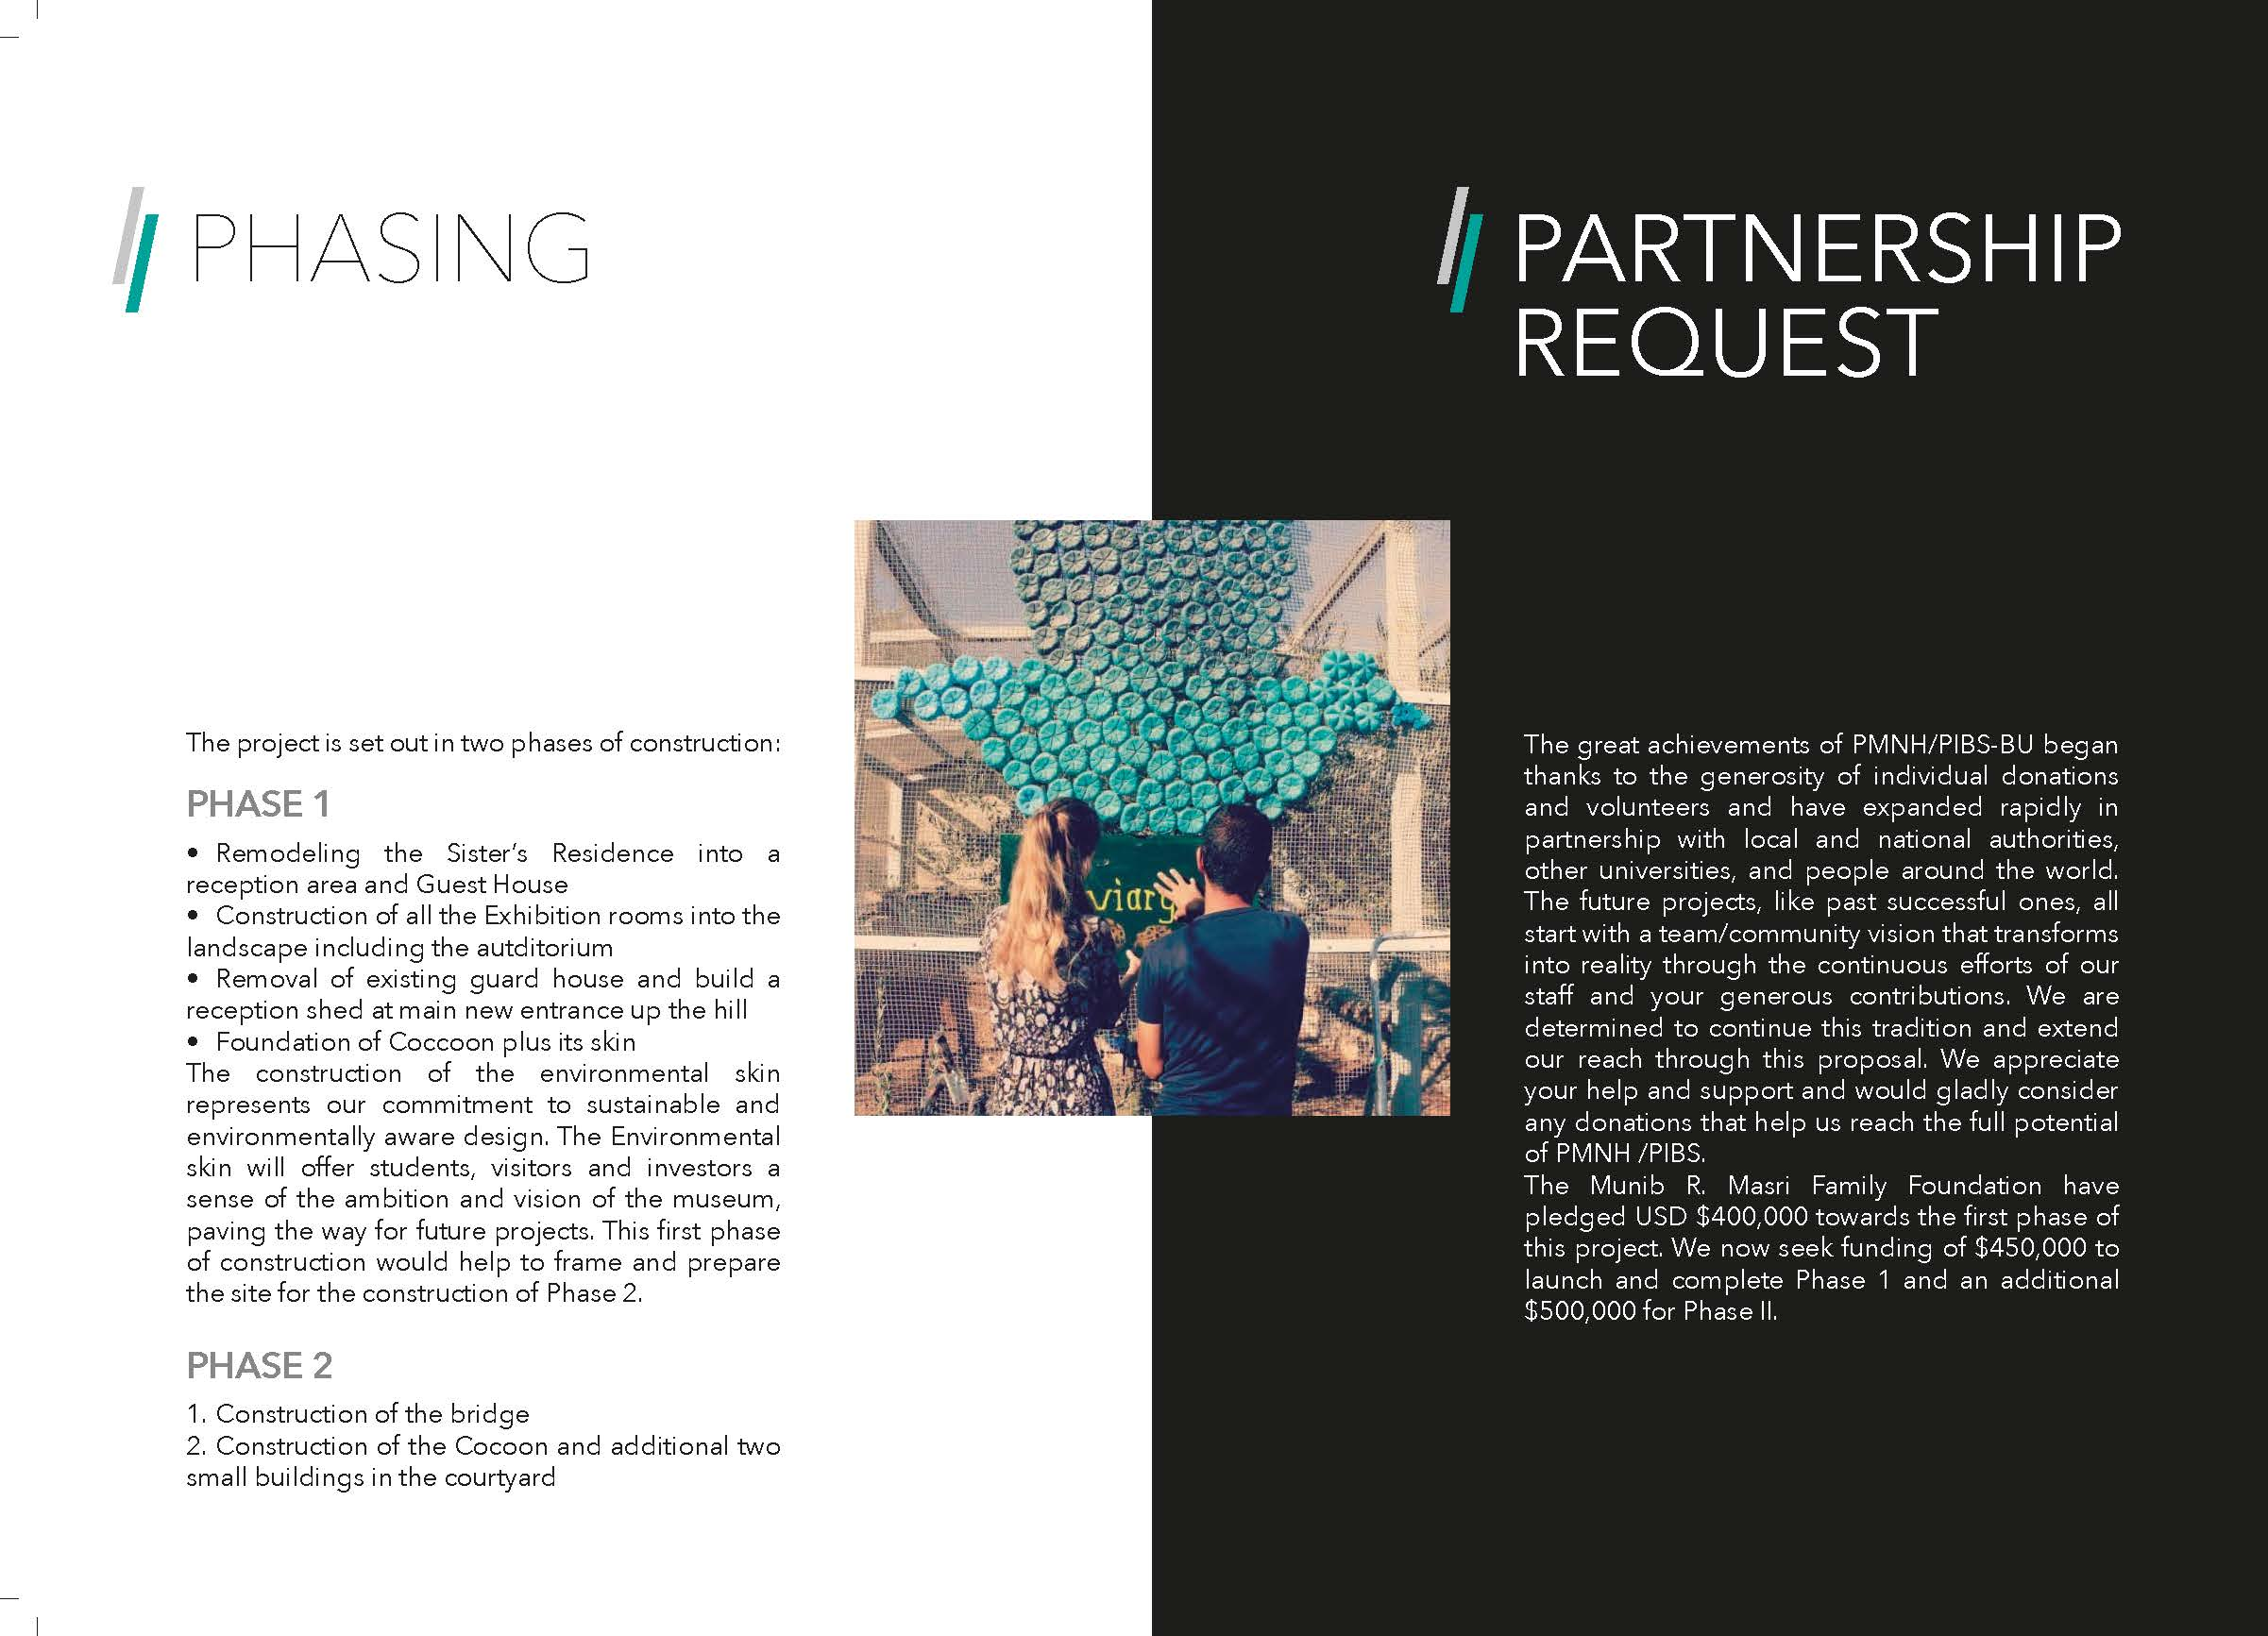 PHASING
The project is set out in two phases of construction:
PHASE 1
• Remodeling the Sister’s Residence into a
reception area and Guest House
• Construction of all the Exhibition rooms into the
landscape including the autditorium
• Removal of existing guard house and build a
reception shed at main new entrance up the hill
• Foundation of Coccoon plus its skin
The construction of the environmental skin
represents our commitment to sustainable and
environmentally aware design. The Environmental
skin will offer students, visitors and investors a
sense of the ambition and vision of the museum,
paving the way for future projects. This first phase
of construction would help to frame and prepare
the site for the construction of Phase 2.
PHASE 2
1. Construction of the bridge
2. Construction of the Cocoon and additional two
small buildings in the courtyard
viary
PARTNERSHIP
REQUEST
The great achievements of PMNH/PIBS-BU began
thanks to the generosity of individual donations
and volunteers and have expanded rapidly in
partnership with local and national authorities,
other universities, and people around the world.
The future projects, like past successful ones, all
start with a team/community vision that transforms
into reality through the continuous efforts of our
staff and your generous contributions. We are
determined to continue this tradition and extend
our reach through this proposal. We appreciate
your help and support and would gladly consider
any donations that help us reach the full potential
of PMNH /PIBS.
The Munib R. Masri Family Foundation have
pledged USD $400,000 towards the first phase of
this project. We now seek funding of $450,000 to
launch and complete Phase 1 and an additional
$500,000 for Phase II.